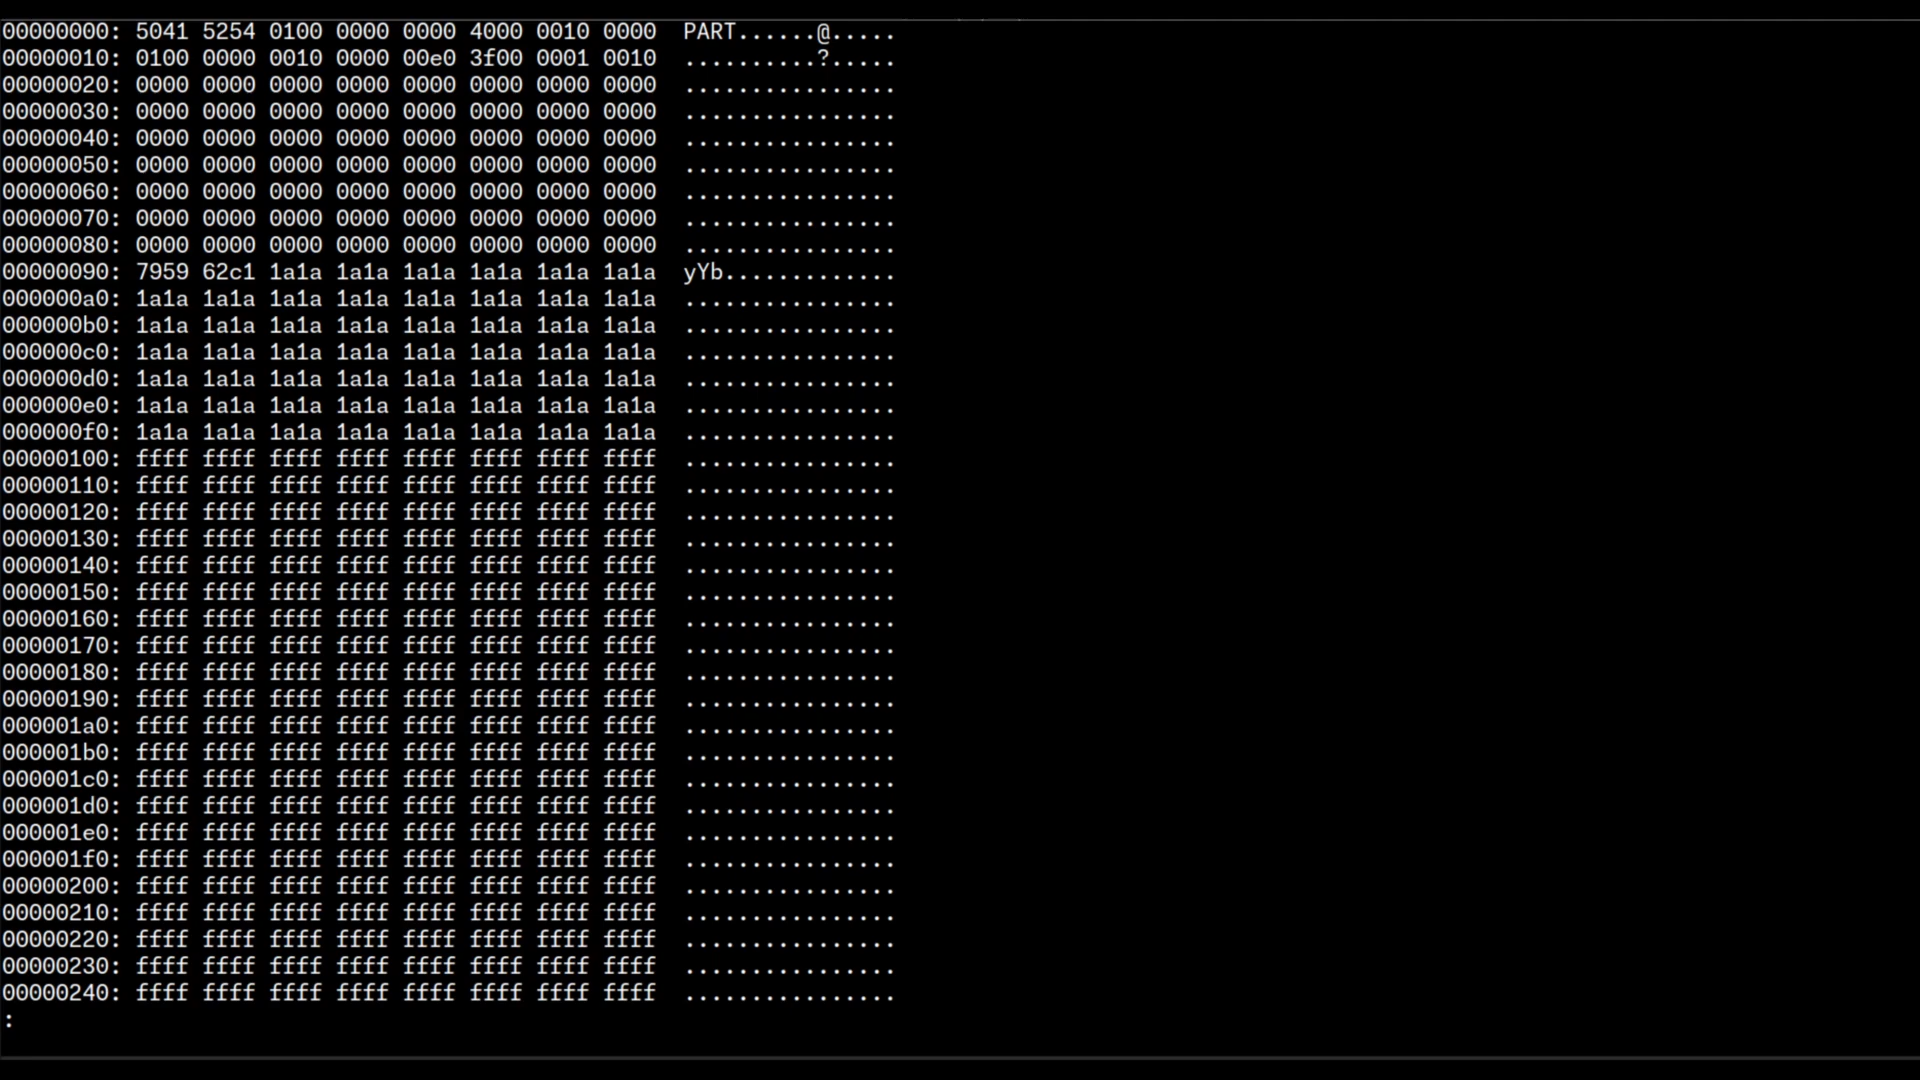 00000000: 5041 5254 0100 0000 0000 4000 0010 0000  PART......@.....
00000010: 0100 0000 0010 0000 00e0 3f00 0001 0010  ..........?.....
00000020: 0000 0000 0000 0000 0000 0000 0000 0000  ................
00000030: 0000 0000 0000 0000 0000 0000 0000 0000  ................
00000040: 0000 0000 0000 0000 0000 0000 0000 0000  ................
00000050: 0000 0000 0000 0000 0000 0000 0000 0000  ................
00000060: 0000 0000 0000 0000 0000 0000 0000 0000  ................
00000070: 0000 0000 0000 0000 0000 0000 0000 0000  ................
00000080: 0000 0000 0000 0000 0000 0000 0000 0000  ................
00000090: 7959 62c1 1a1a 1a1a 1a1a 1a1a 1a1a 1a1a  yYb.............
000000a0: 1a1a 1a1a 1a1a 1a1a 1a1a 1a1a 1a1a 1a1a  ................
000000b0: 1a1a 1a1a 1a1a 1a1a 1a1a 1a1a 1a1a 1a1a  ................
000000c0: 1a1a 1a1a 1a1a 1a1a 1a1a 1a1a 1a1a 1a1a  ................
000000d0: 1a1a 1a1a 1a1a 1a1a 1a1a 1a1a 1a1a 1a1a  ................
000000e0: 1a1a 1a1a 1a1a 1a1a 1a1a 1a1a 1a1a 1a1a  ................
000000f0: 1a1a 1a1a 1a1a 1a1a 1a1a 1a1a 1a1a 1a1a  ................
00000100: ffff ffff ffff ffff ffff ffff ffff ffff  ................
00000110: ffff ffff ffff ffff ffff ffff ffff ffff  ................
00000120: ffff ffff ffff ffff ffff ffff ffff ffff  ................
00000130: ffff ffff ffff ffff ffff ffff ffff ffff  ................
00000140: ffff ffff ffff ffff ffff ffff ffff ffff  ................
00000150: ffff ffff ffff ffff ffff ffff ffff ffff  ................
00000160: ffff ffff ffff ffff ffff ffff ffff ffff  ................
00000170: ffff ffff ffff ffff ffff ffff ffff ffff  ................
00000180: ffff ffff ffff ffff ffff ffff ffff ffff  ................
00000190: ffff ffff ffff ffff ffff ffff ffff ffff  ................
000001a0: ffff ffff ffff ffff ffff ffff ffff ffff  ................
000001b0: ffff ffff ffff ffff ffff ffff ffff ffff  ................
000001c0: ffff ffff ffff ffff ffff ffff ffff ffff  ................
000001d0: ffff ffff ffff ffff ffff ffff ffff ffff  ................
000001e0: ffff ffff ffff ffff ffff ffff ffff ffff  ................
000001f0: ffff ffff ffff ffff ffff ffff ffff ffff  ................
00000200: ffff ffff ffff ffff ffff ffff ffff ffff  ................
00000210: ffff ffff ffff ffff ffff ffff ffff ffff  ................
00000220: ffff ffff ffff ffff ffff ffff ffff ffff  ................
00000230: ffff ffff ffff ffff ffff ffff ffff ffff  ................
00000240: ffff ffff ffff ffff ffff ffff ffff ffff  ................
: